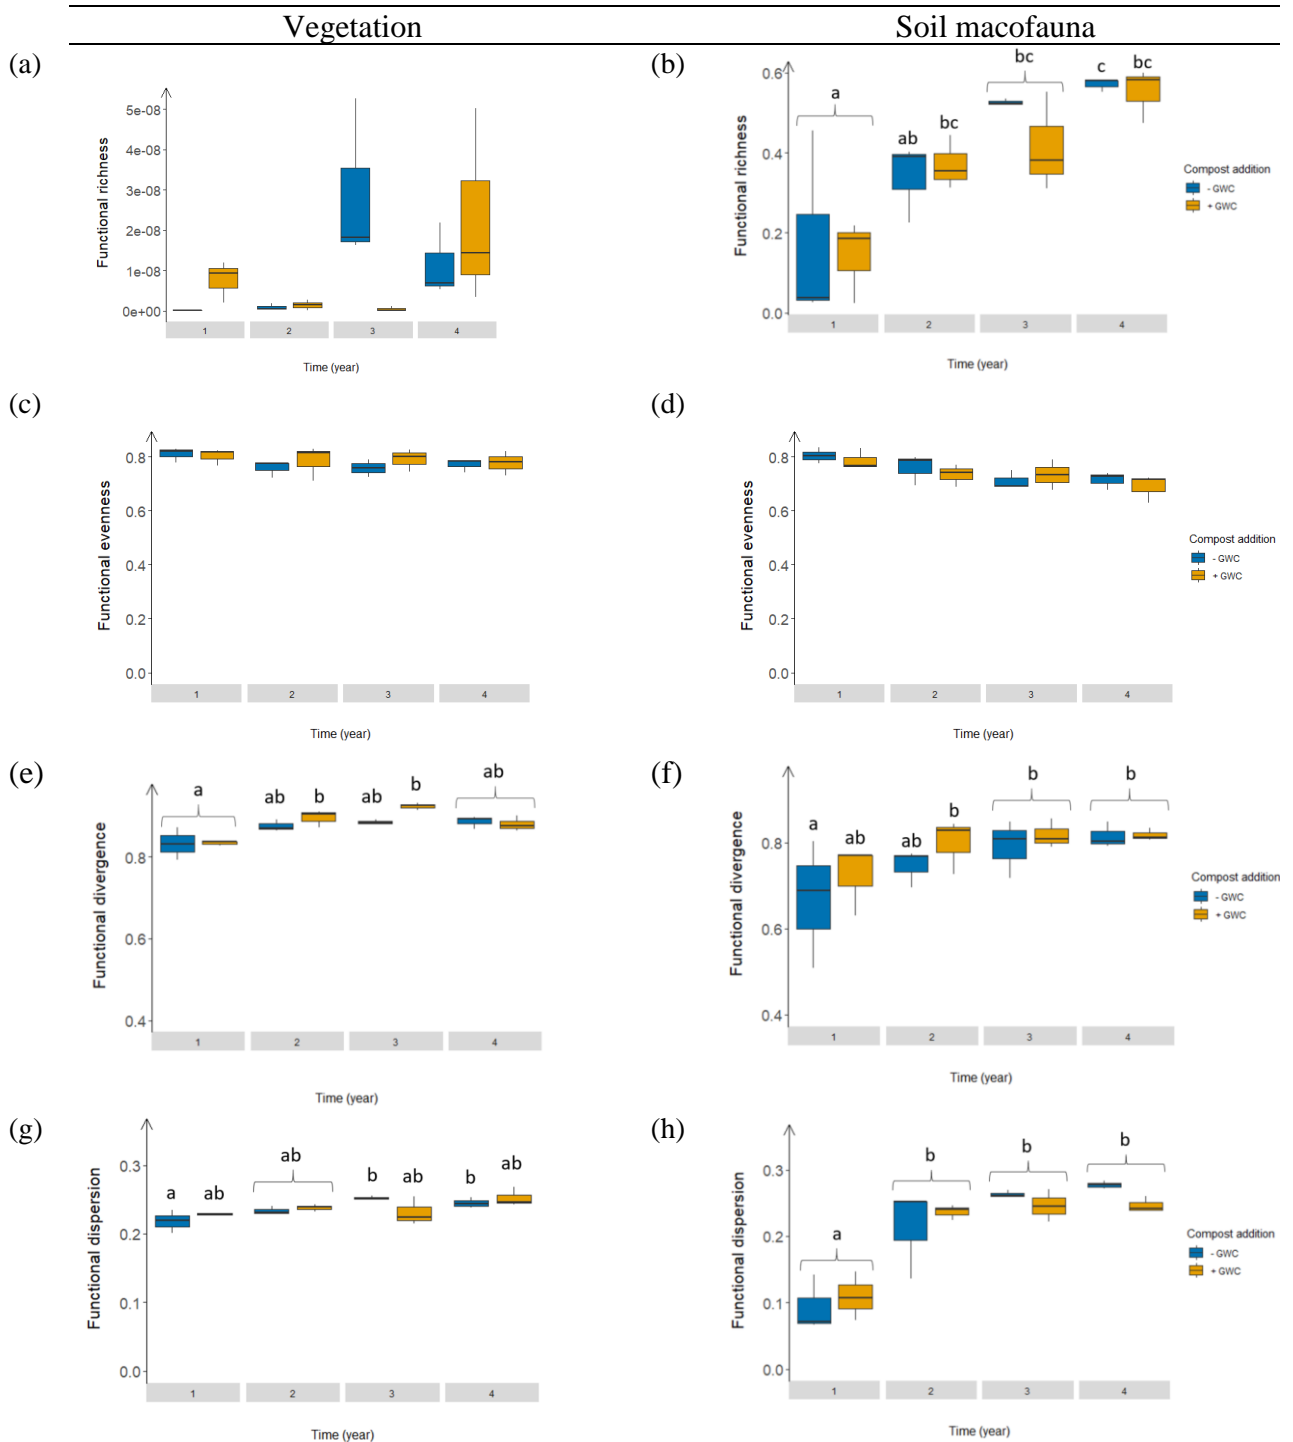 Vegetation Soil macofauna
(a)
Functional richness
5e-08
4e-08
3e-08
2e-08
1e-08
0e+00
1 2 3 4
Time (year)
(b)
Functional richness
0.6
0.4
0.2
0.0
a
ab
bc
bc
c
bc
1 2 3 4
Time (year)
Compost addition
- GWC
+ GWC
(c)
Functional evenness
0.8
0.6
0.4
0.2
0.0
1 2 3 4
Time (year)
(d)
Functional evenness
0.8
0.6
0.4
0.2
0.0
1 2 3 4
Time (year)
Compost addition
- GWC
+ GWC
(e)
Functional divergence
0.8
0.6
0.4
a
ab
b
ab
b
ab
1 2 3 4
Time (year)
(f)
Functional divergence
0.8
0.6
0.4
a
ab
ab
b
b
b
1 2 3 4
Time (year)
Compost addition
- GWC
+ GWC
(g)
Functional dispersion
0.3
0.2
0.1
0.0
a
ab
ab
b
ab
b
ab
1 2 3 4
Time (year)
(h)
Functional dispersion
0.3
0.2
0.1
0.0
a
b
b
b
1 2 3 4
Time (year)
Compost addition
- GWC
+ GWC